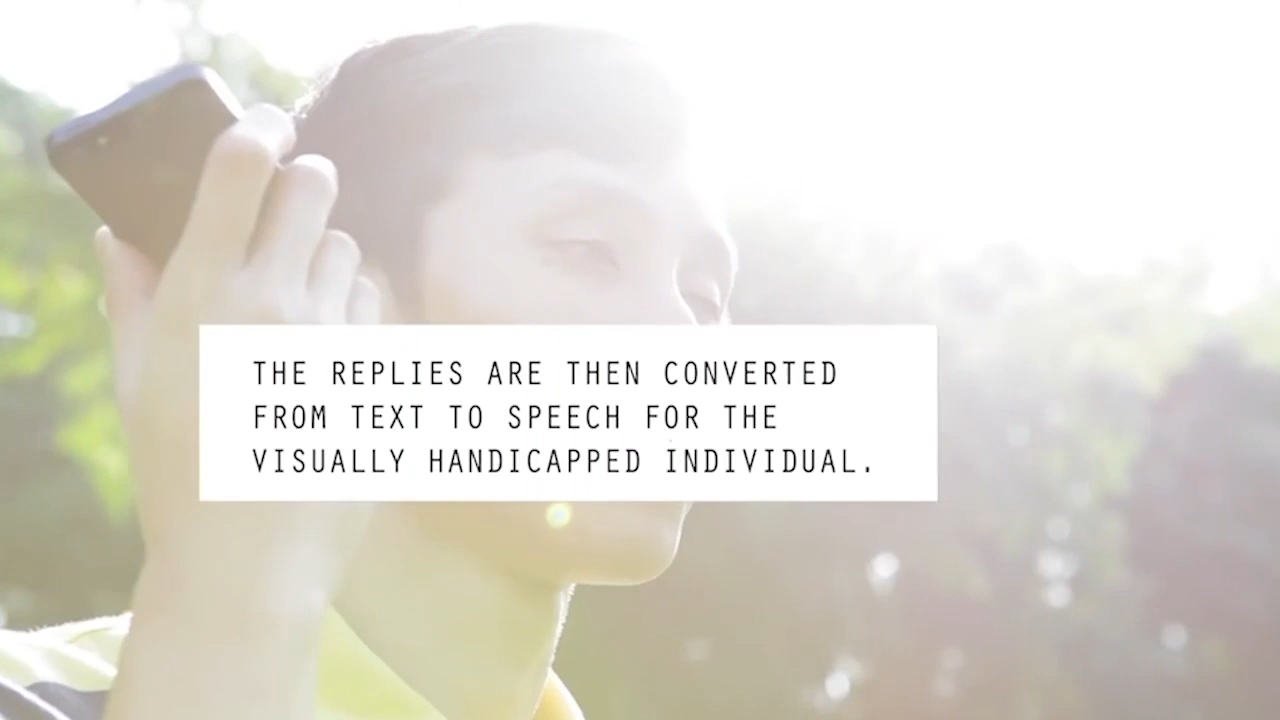 THE REPLIES ARE THEN CONVERTED
FROM TEXT TO SPEECH FOR THE
VISUALLY HANDICAPPED INDIVIDUAL.